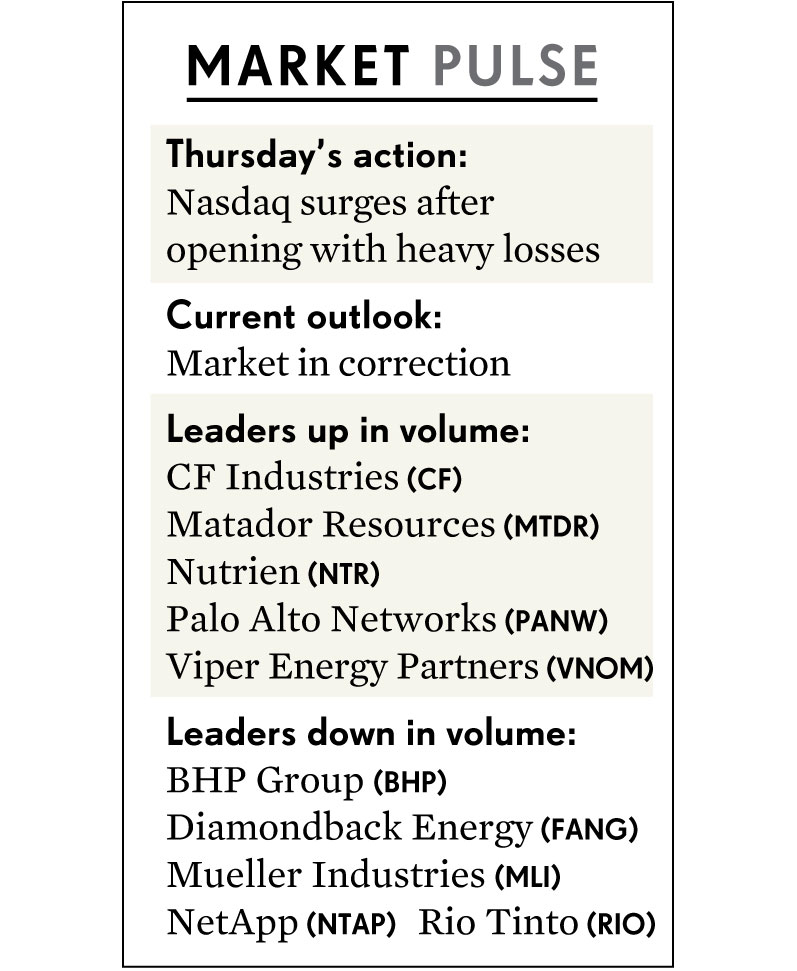 MARKET PULSE
Thursday’s action:
Nasdaq surges after
opening with heavy losses
Current outlook:
Market in correction
Leaders up in volume:
CF Industries (CF)
Matador Resources (MTDR)
Nutrien (NTR)
Palo Alto Networks (PANW)
Viper Energy Partners (VNOM)
Leaders down in volume:
BHP Group (BHP)
Diamondback Energy (FANG)
Mueller Industries (MLI)
NetApp (NTAP) Rio Tinto (RIO)